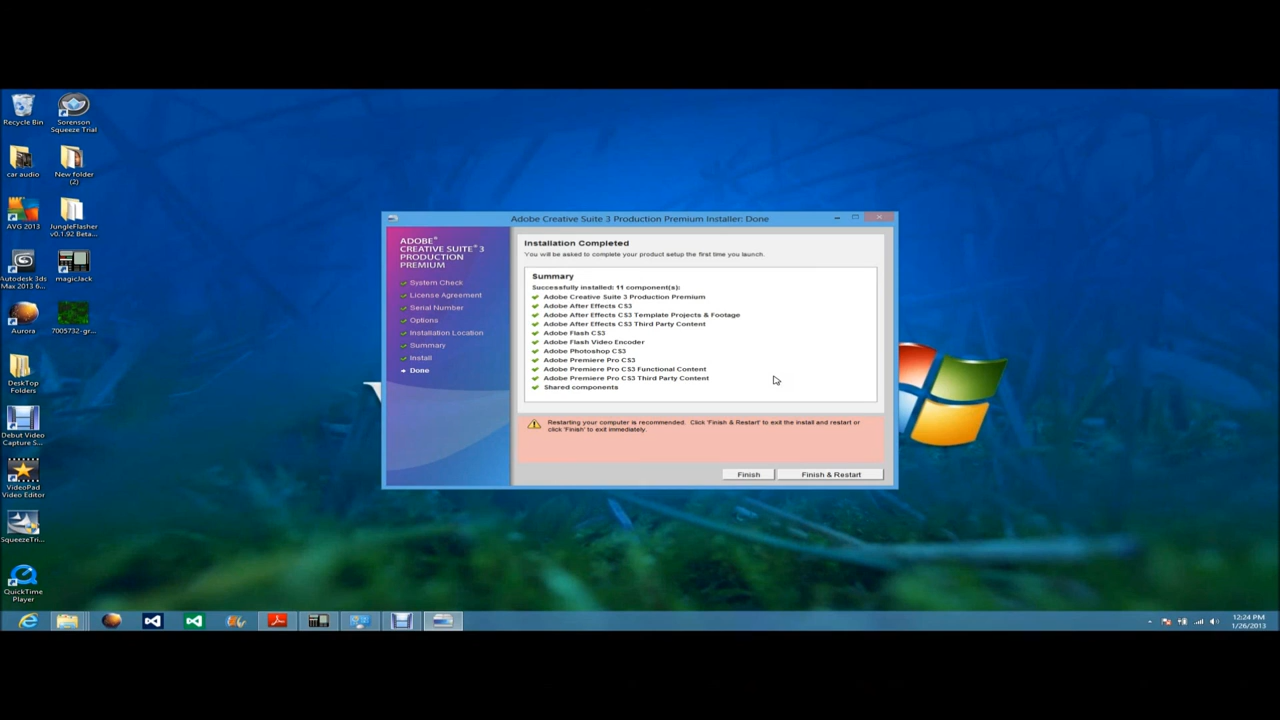 Recycle Bin
Sorenson
Squeeze Trial
car audio
New folder
(2)
AVG 2013
JungleFlasher
v0.1.92 Beta...
Autodesk 3ds
Max 2013 6...
magicJack
Aurora
7005732-gr...
DeskTop
Folders
Debut Video
Capture S...
VideoPad
Video Editor
SqueezeTri...
QuickTime
Player
Adobe Creative Suite 3 Production Premium Installer: Done
ADOBE®
CREATIVE SUITE® 3
PRODUCTION
PREMIUM
System Check
License Agreement
Serial Number
Options
Installation Location
Summary
Install
Done
Installation Completed
You will be asked to complete your product setup the first time you launch.
Summary
Successfully installed: 11 component(s):
Adobe Creative Suite 3 Production Premium
Adobe After Effects CS3
Adobe After Effects CS3 Template Projects & Footage
Adobe After Effects CS3 Third Party Content
Adobe Flash CS3
Adobe Flash Video Encoder
Adobe Photoshop CS3
Adobe Premiere Pro CS3
Adobe Premiere Pro CS3 Functional Content
Adobe Premiere Pro CS3 Third Party Content
Shared components
Restarting your computer is recommended. Click 'Finish & Restart' to exit the install and restart or
click 'Finish' to exit immediately.
Finish
Finish & Restart
12:24 PM
1/26/2013